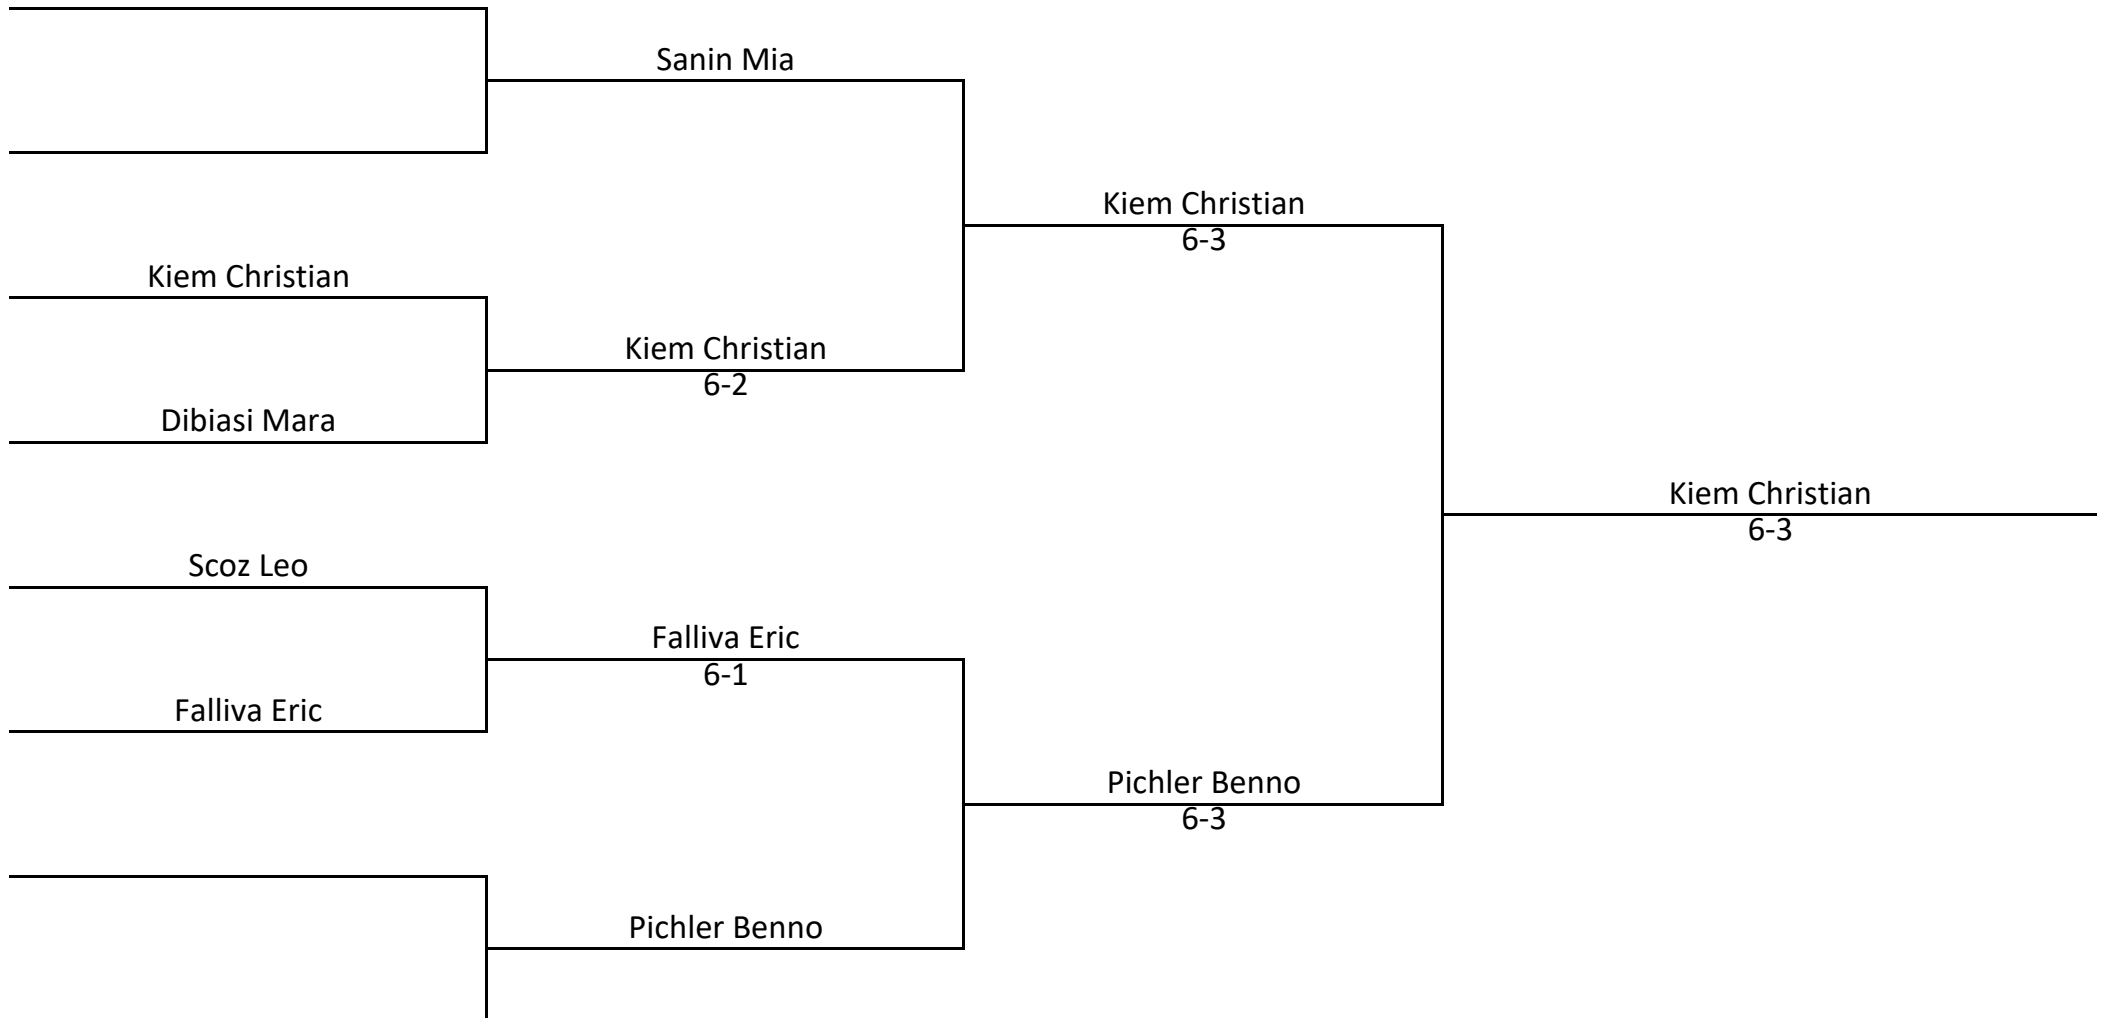 Sanin Mia
Kiem Christian
6-3
Kiem Christian
Kiem Christian
6-2
Dibiasi Mara
Kiem Christian
6-3
Scoz Leo
Falliva Eric
6-1
Falliva Eric
Pichler Benno
6-3
Pichler Benno